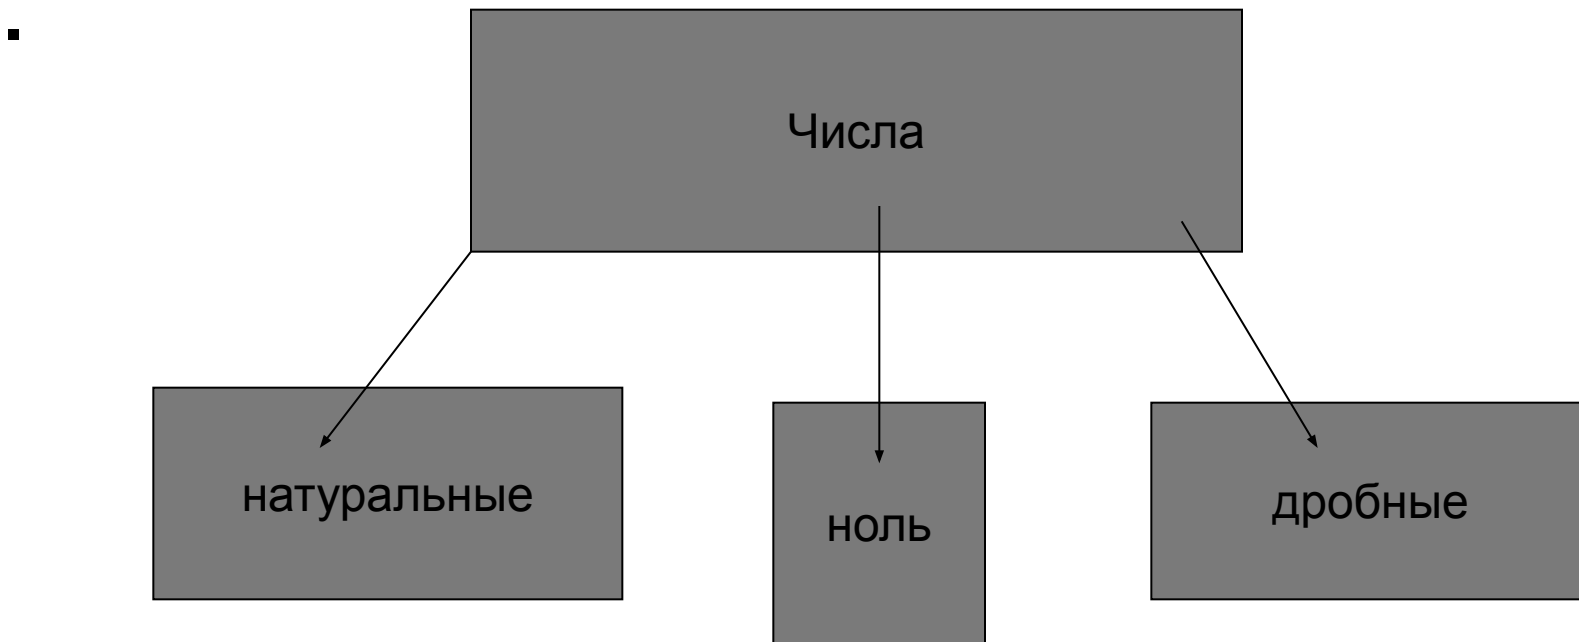 Числа
натуральные
ноль
дробные